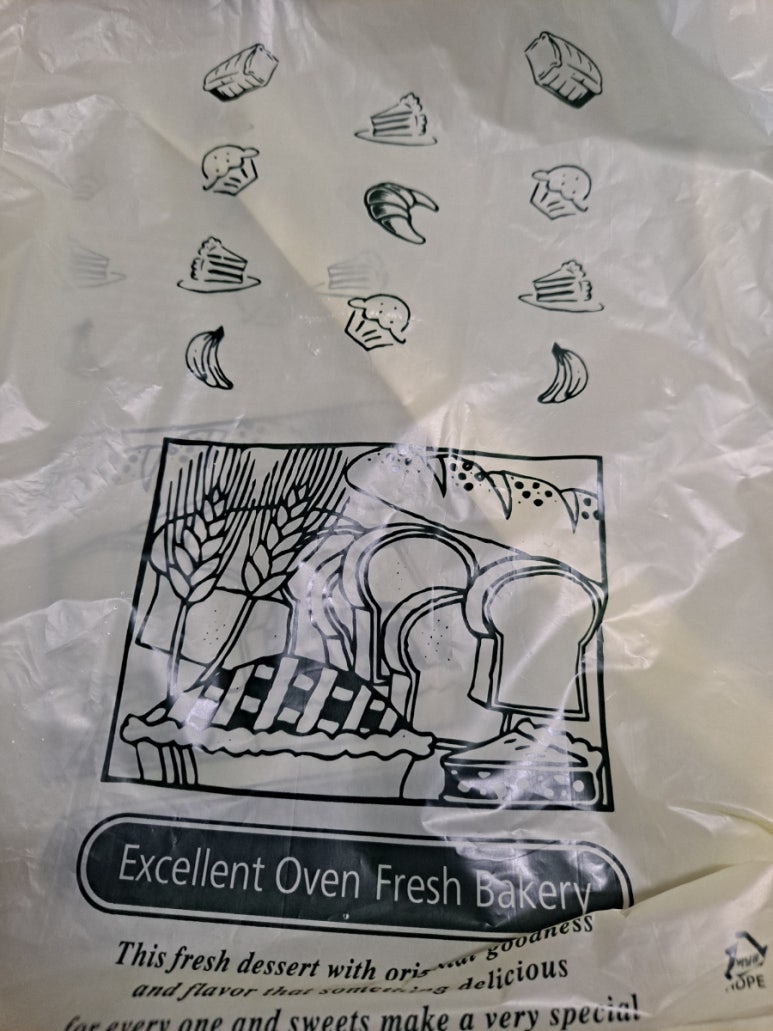 Excellent Oven Fresh Bakery
This fresh dessert with goodness
and flavor that delicious
for every one and sweets make a very special